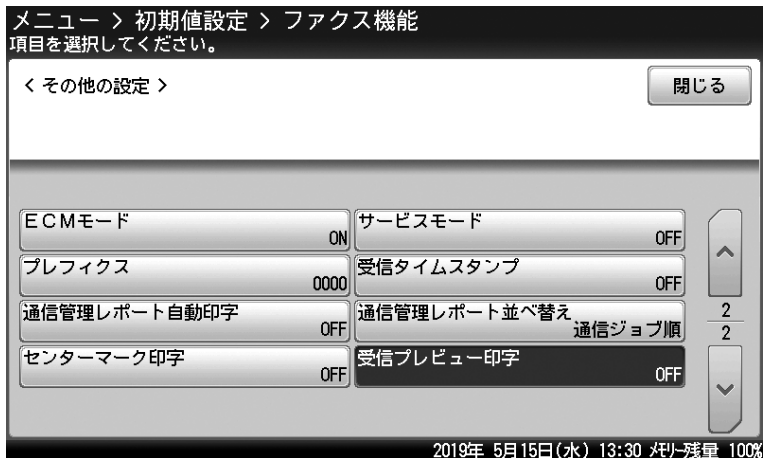 メニュー > 初期値設定 > ファクス機能
項目を選択してください。
< その他の設定 >
閉じる
ECMモード
ON
サービスモード
OFF
プレフィクス
0000
受信タイムスタンプ
OFF
通信管理レポート自動印字
OFF
通信管理レポート並べ替え
通信ジョブ順
センターマーク印字
OFF
受信プレビュー印字
OFF
2
2
2019年 5月15日(水) 13:30 メモリー残量 100%